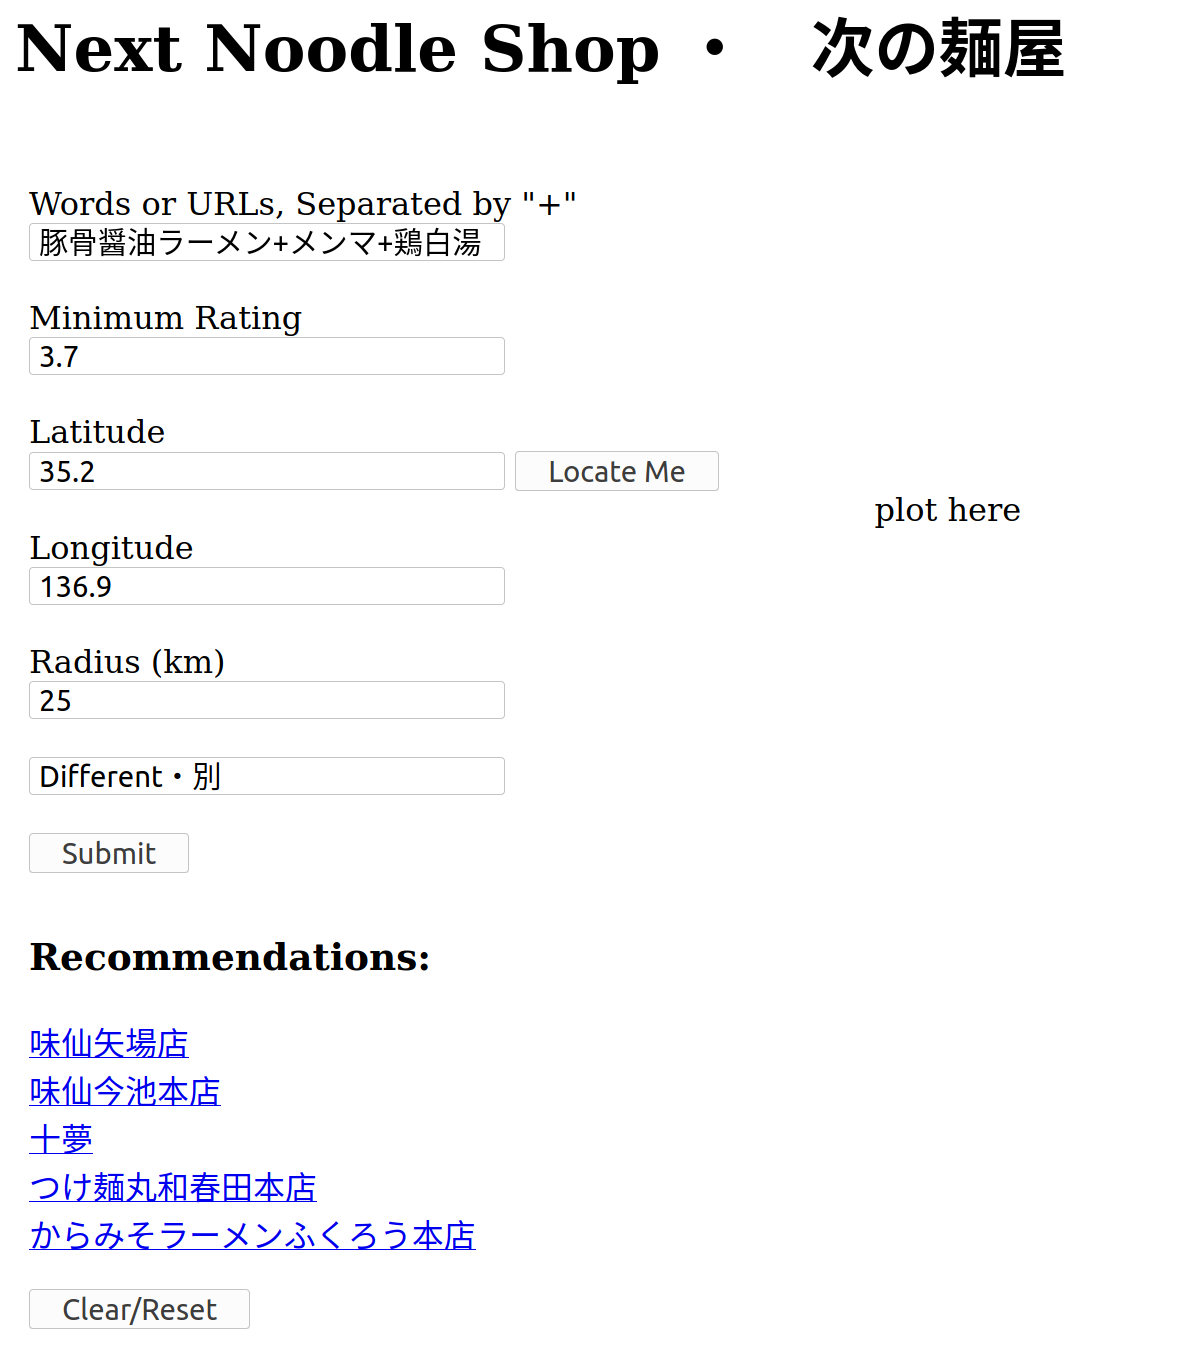 Next Noodle Shop ・ 次の麺屋
Words or URLs, Separated by "+"
豚骨醤油ラーメン+メンマ+鶏白湯
Minimum Rating
3.7
Latitude
35.2
Locate Me
plot here
Longitude
136.9
Radius (km)
25
Different・別
Submit
Recommendations:
味仙矢場店
味仙今池本店
十夢
つけ麺丸和春田本店
からみそラーメンふくろう本店
Clear/Reset